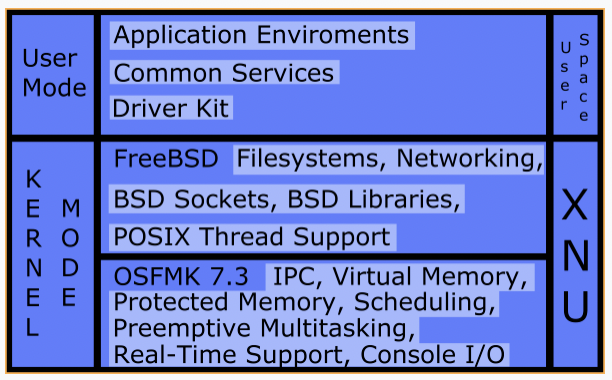 User
Mode
Application Enviroments
Common Services
Driver Kit
User
Space
KERNEL
MODE
FreeBSD Filesystems, Networking,
BSD Sockets, BSD Libraries,
POSIX Thread Support
OSFMK 7.3 IPC, Virtual Memory,
Protected Memory, Scheduling,
Preemptive Multitasking,
Real-Time Support, Console I/O
XNU